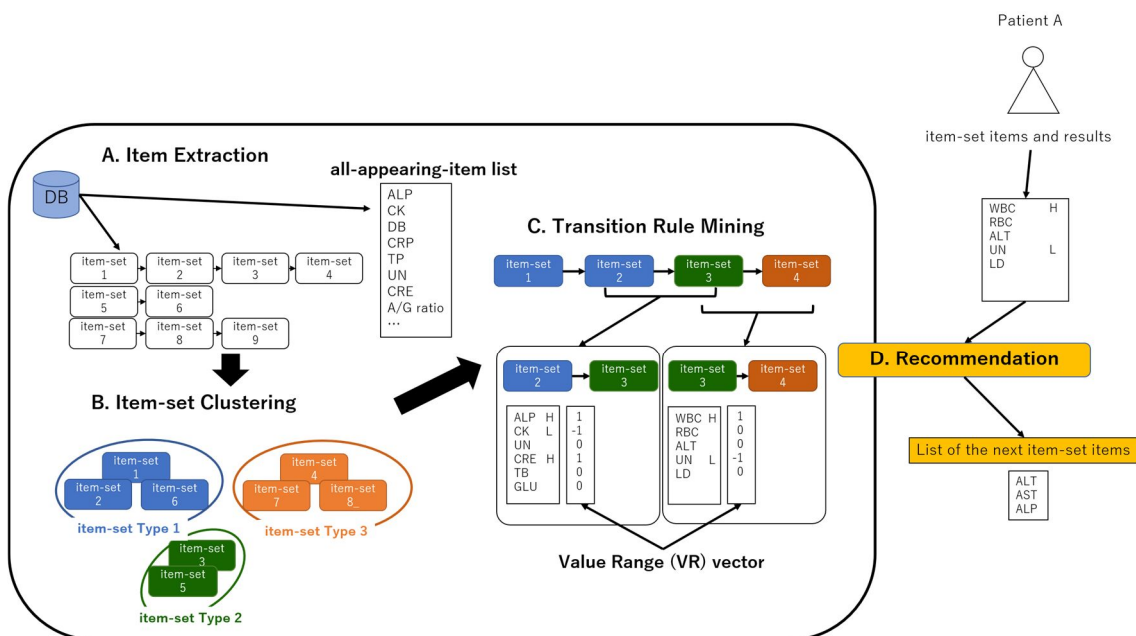 Patient A
item-set items and results
WBC H
RBC
ALT
UN L
LD
A. Item Extraction
DB
all-appearing-item list
ALP
CK
DB
CRP
TP
UN
CRE
A/G ratio
...
item-set
1
item-set
2
item-set
3
item-set
4
item-set
5
item-set
6
item-set
7
item-set
8
item-set
9
B. Item-set Clustering
item-set
1
item-set
2
item-set
6
item-set Type 1
item-set
4
item-set
7
item-set
8_
item-set Type 3
item-set
3
item-set
5
item-set Type 2
C. Transition Rule Mining
item-set
1
item-set
2
item-set
3
item-set
4
item-set
2
item-set
3
ALP H 1
CK L -1
UN 0
CRE H 1
TB 0
GLU 0
item-set
3
item-set
4
WBC H 1
RBC 0
ALT 0
UN L -1
LD 0
Value Range (VR) vector
D. Recommendation
List of the next item-set items
ALT
AST
ALP